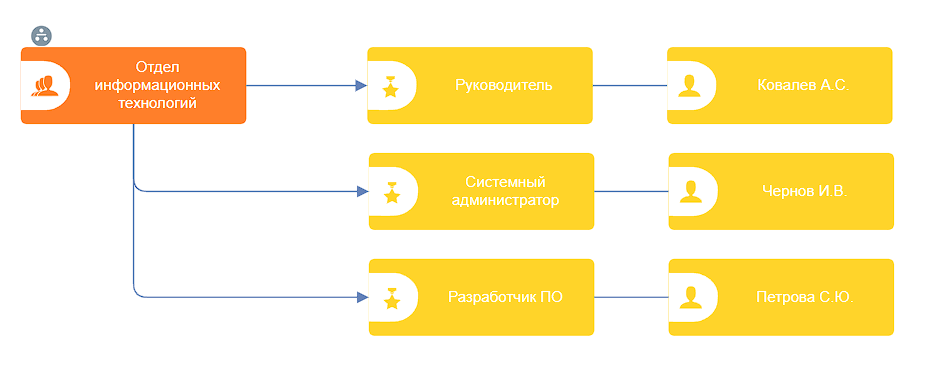 Отдел
информационных
технологий
Руководитель
Ковалев А.С.
Системный
администратор
Чернов И.В
Разработчик ПО
Петрова С.Ю.